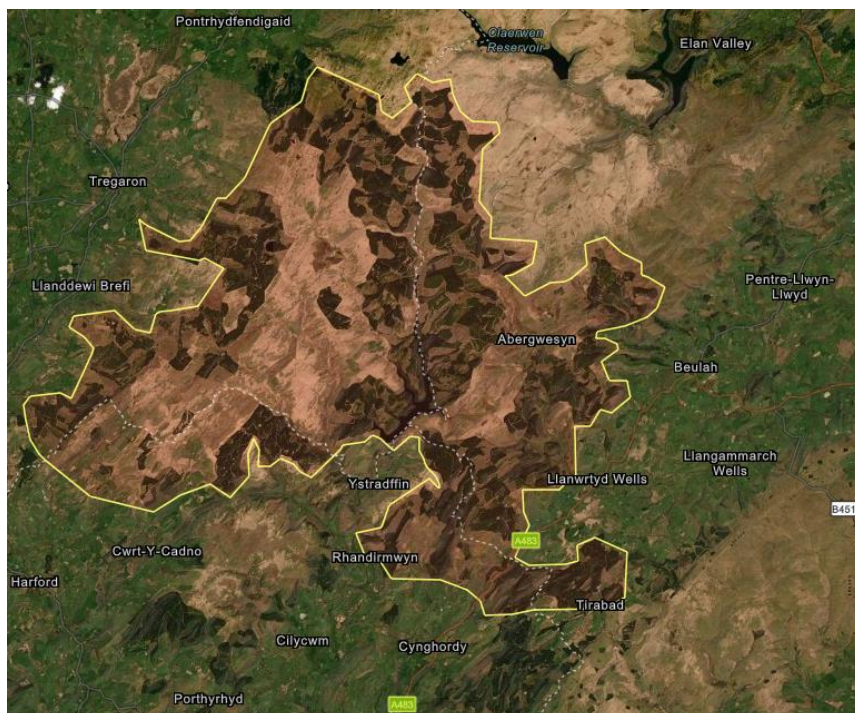 Pontrhydfendigaid
Claerwen
Reservoir
Elan Valley
Tregaron
Llanddewi Brefi
Pentre-Llwyn-
Llwyd
Abergwesyn
Beulah
Llangammarch
Wells
Ystradffin
Llanwrtyd Wells
B451
A483
Cwrt-Y-Cadno
Rhandirmwyn
Harford
Tirabad
Cilycwm
Cynghordy
Porthyrhyd
A483